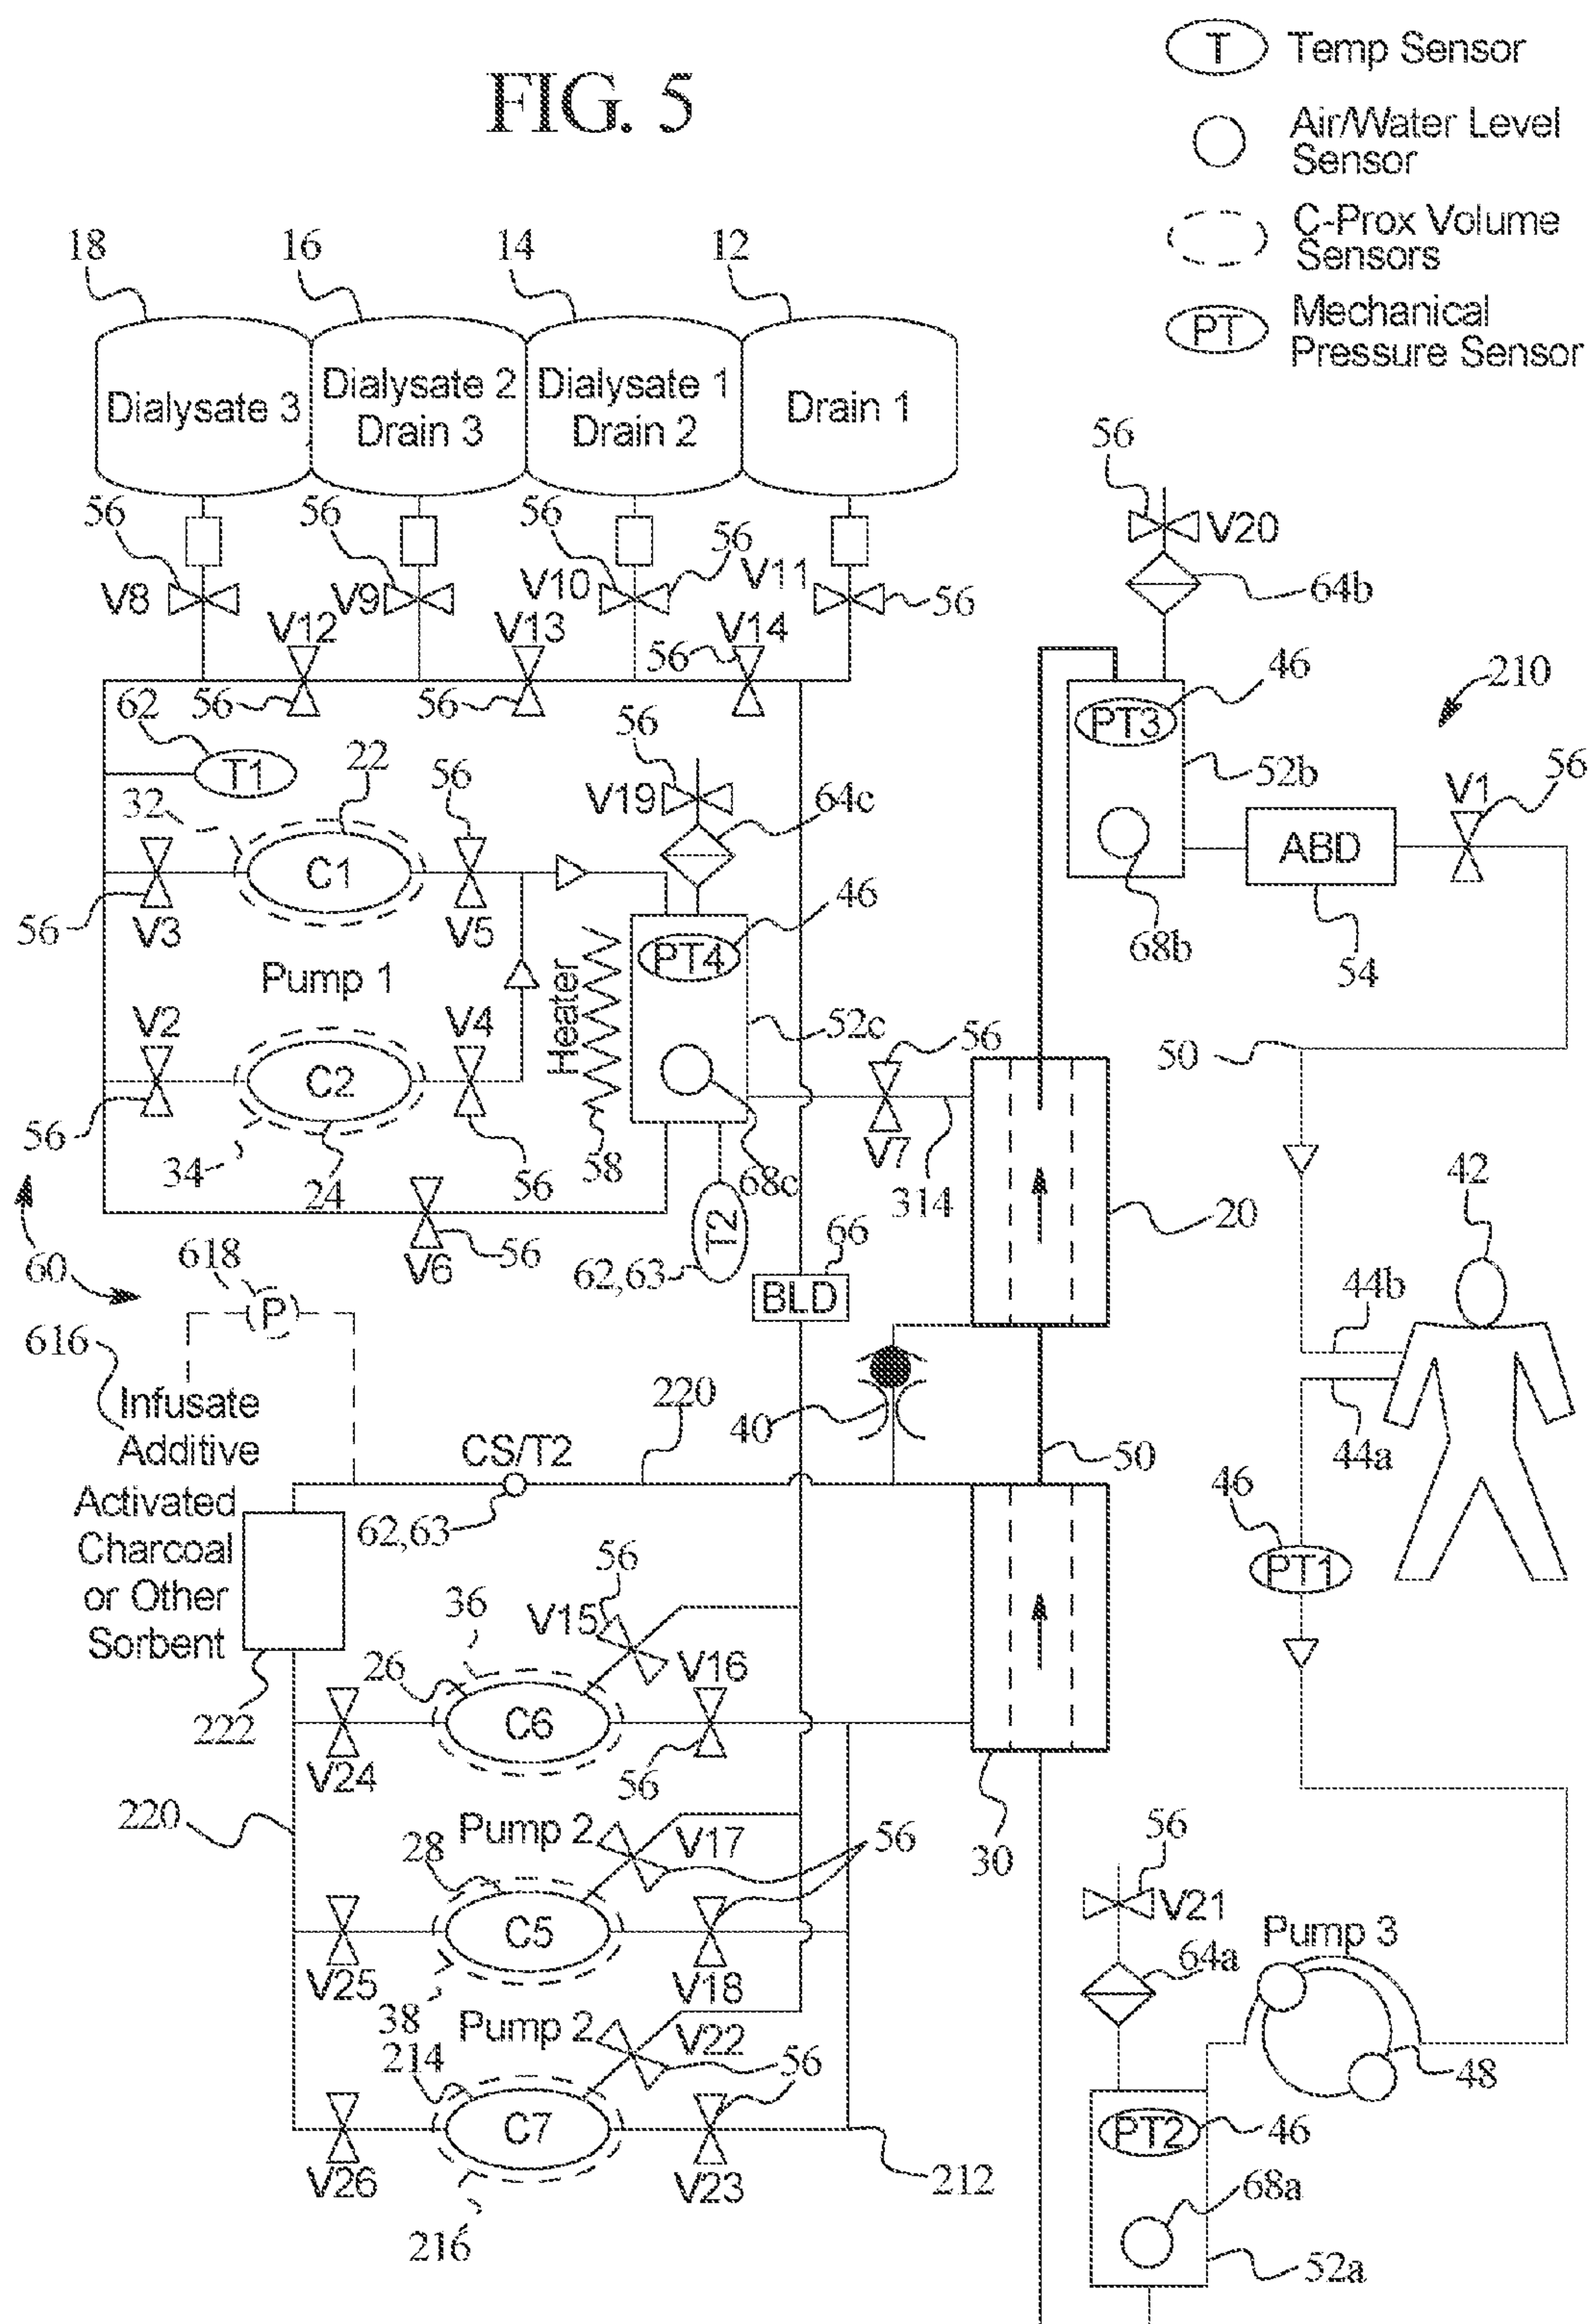 FIG. 5
T Temp Sensor
Air/Water Level
Sensor
C-Prox Volume
Sensors
PT Mechanical
Pressure Sensor
18 16 14 12
Dialysate 3
Dialysate 2
Drain 3
Dialysate 1
Drain 2
Drain 1
56 56 56 56
V8 V9 V10 V11 56
V12 V13 V14
56 56 56
56
V20
64b
46
PT3
210
52b
V1
56
ABD
68b
54
62
T1
22
56
56
V19
64c
32
C1
56
V3
V5
46
PT4
Pump 1
Heater
52c
V2
V4
C2
56
34
24
56
58
68c
56
V7
314
50
20
42
V6
56
T2
62,63
66
BLD
60
618
P
616
Infusate
Additive
44b
44a
40
220
50
CS/T2
62,63
46
PT1
Activated
Charcoal
or Other
Sorbent
222
56
36
V15
V16
26
C6
V24
56
30
220
Pump 2
28
V17
56
C5
V25
V18
38
56
V21
64a
Pump 3
48
Pump 2
214
V22
56
C7
V26
V23
216
212
PT2
46
68a
52a